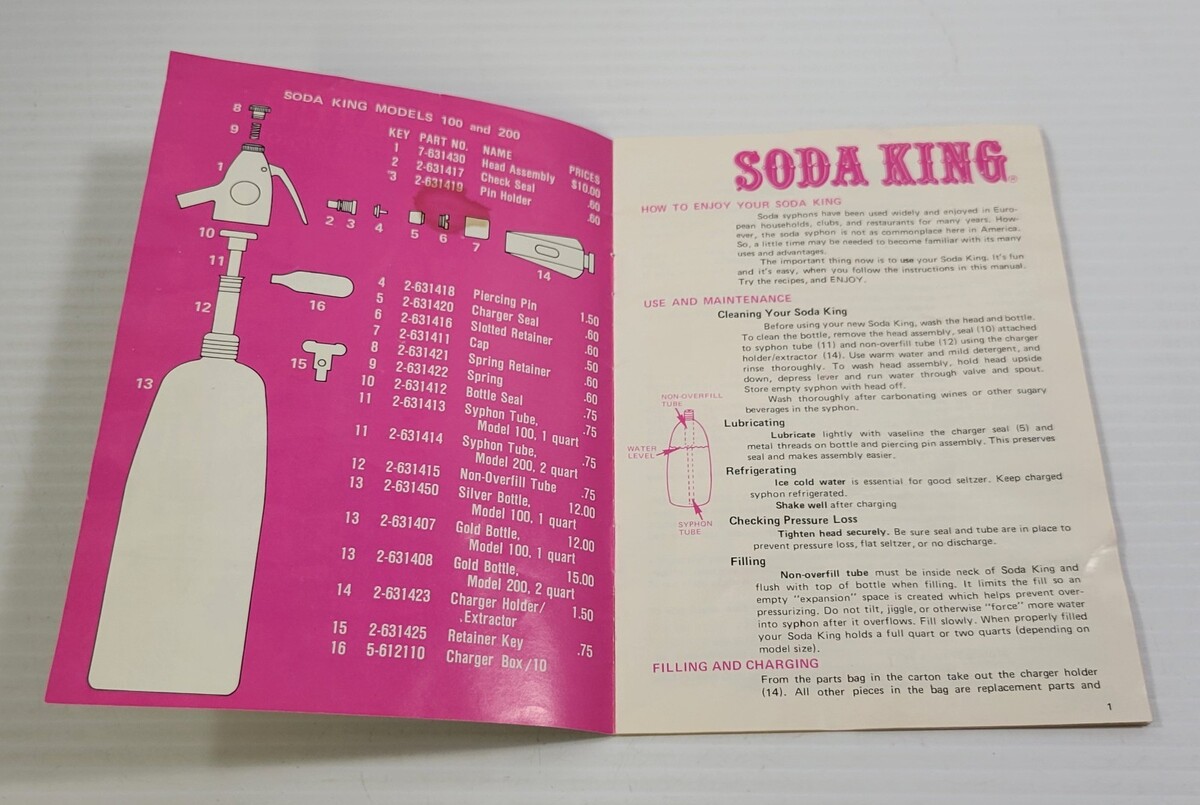 SODA KING MODELS 100 and 200
KEY PART NO. NAME PRICES
1 7-631430 Head Assembly $10.00
2 2-631417 Check Seal .60
3 2-631419 Pin Holder .60
8
9
1
2 3 4 5 6 7
14
10
11
12
16
15
13
4 2-631418 Piercing Pin 1.50
5 2-631420 Charger Seal .60
6 2-631416 Slotted Retainer .60
7 2-631411 Cap .50
8 2-631421 Spring Retainer .60
9 2-631422 Spring .60
10 2-631412 Bottle Seal .75
11 2-631413 Syphon Tube, .75
Model 100, 1 quart
11 2-631414 Syphon Tube,
Model 200, 2 quart .75
12 2-631415 Non-Overfill Tube .75
13 2-631450 Silver Bottle, 12.00
Model 100, 1 quart
13 2-631407 Gold Bottle, 12.00
Model 100, 1 quart
13 2-631408 Gold Bottle, 15.00
Model 200, 2 quart
14 2-631423 Charger Holder/ 1.50
Extractor
15 2-631425 Retainer Key .75
16 5-612110 Charger Box/10
SODA KING®
HOW TO ENJOY YOUR SODA KING
Soda syphons have been used widely and enjoyed in Euro-
pean households, clubs, and restaurants for many years. How-
ever, the soda syphon is not as commonplace here in America.
So, a little time may be needed to become familiar with its many
uses and advantages.
The important thing now is to use your Soda King. It's fun
and it's easy, when you follow the instructions in this manual.
Try the recipes, and ENJOY.
USE AND MAINTENANCE
Cleaning Your Soda King
Before using your new Soda King, wash the head and bottle.
To clean the bottle, remove the head assembly, seal (10) attached
to syphon tube (11) and non-overfill tube (12) using the charger
holder/extractor (14). Use warm water and mild detergent, and
rinse thoroughly. To wash head assembly, hold head upside
down, depress lever and run water through valve and spout.
Store empty syphon with head off.
Wash thoroughly after carbonating wines or other sugary
beverages in the syphon.
NON-OVERFILL
TUBE
WATER
LEVEL
SYPHON
TUBE
Lubricating
Lubricate lightly with vaseline the charger seal (5) and
metal threads on bottle and piercing pin assembly. This preserves
seal and makes assembly easier.
Refrigerating
Ice cold water is essential for good seltzer. Keep charged
syphon refrigerated.
Shake well after charging
Checking Pressure Loss
Tighten head securely. Be sure seal and tube are in place to
prevent pressure loss, flat seltzer, or no discharge.
Filling
Non-overfill tube must be inside neck of Soda King and
flush with top of bottle when filling. It limits the fill so an
empty "expansion" space is created which helps prevent over-
pressurizing. Do not tilt, jiggle, or otherwise "force" more water
into syphon after it overflows. Fill slowly. When properly filled
your Soda King holds a full quart or two quarts (depending on
model size).
FILLING AND CHARGING
From the parts bag in the carton take out the charger holder
(14). All other pieces in the bag are replacement parts and
1